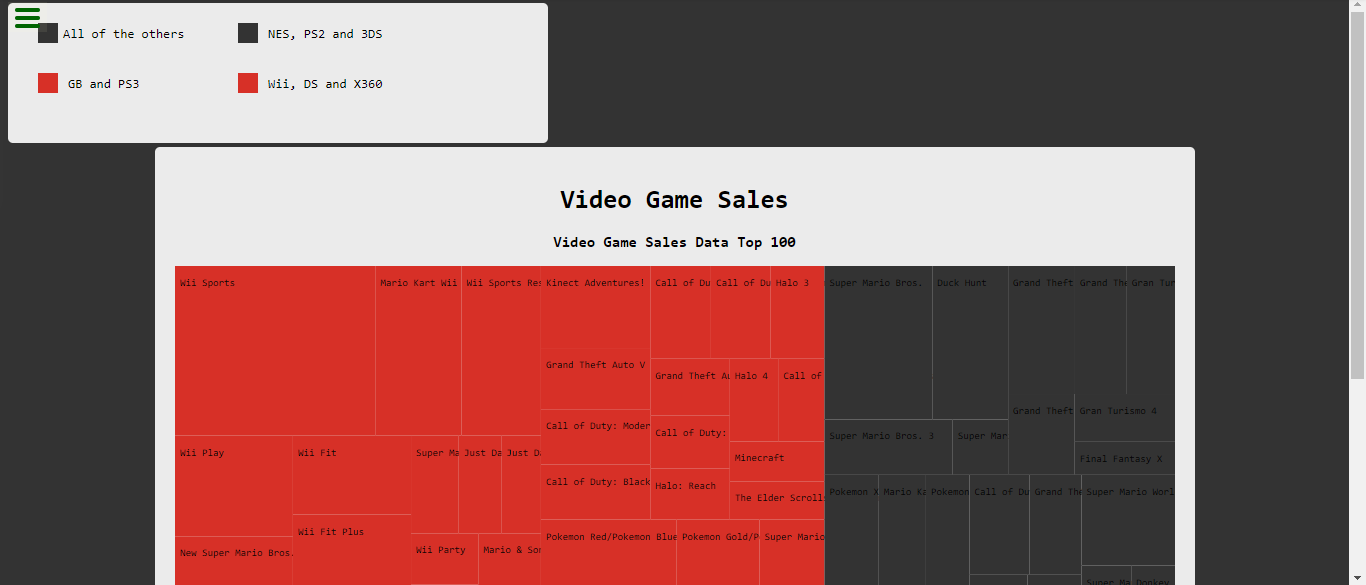 All of the others
NES, PS2 and 3DS
GB and PS3
Wii, DS and X360
Video Game Sales
Video Game Sales Data Top 100
Wii Sports
Mario Kart Wii
Wii Sports Res
Kinect Adventures!
Call of Du
Call of Du
Halo 3
Super Mario Bros.
Duck Hunt
Grand Theft
Grand The
Gran Tur
Grand Theft Auto V
Grand Theft Au
Halo 4
Call of
Grand Theft
Gran Turismo 4
Call of Duty: Moder
Call of Duty:
Super Mario Bros. 3
Super Mar
Wii Play
Wii Fit
Super Ma
Just Da
Just Da
Minecraft
Final Fantasy X
Call of Duty: Black
Halo: Reach
The Elder Scrolls
Pokemon X
Mario Ka
Pokemon
Call of Du
Grand The
Super Mario Worl
Wii Fit Plus
Pokemon Red/Pokemon Blue
Pokemon Gold/P
Super Mario
New Super Mario Bros.
Wii Party
Mario & Son
Super Ma
Donkey